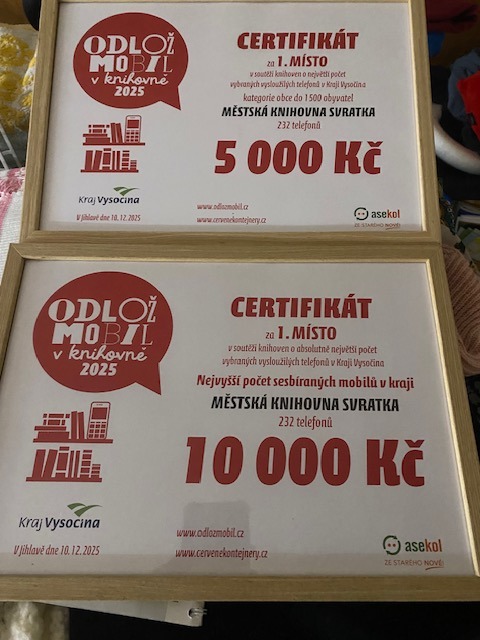 ODLOŽ
MOBIL
v knihovně
2025
CERTIFIKÁT
za 1. MÍSTO
v soutěži knihoven o největší počet
vybraných vysloužilých telefonů v Kraji Vysočina
kategorie obce do 1500 obyvatel
MĚSTSKÁ KNIHOVNA SVRATKA
232 telefonů
5 000 Kč
Kraj Vysočina
V Jihlavě dne 10. 12. 2025
www.odlozmobil.cz
www.cervenekontejnery.cz
asekol
ZE STARÉHO NOVÉ!
ODLOŽ
MOBIL
v knihovně
2025
CERTIFIKÁT
za 1. MÍSTO
v soutěži knihoven o absolutně největší počet
vybraných vysloužilých telefonů v Kraji Vysočina
Nejvyšší počet sesbíraných mobilů v kraji
MĚSTSKÁ KNIHOVNA SVRATKA
232 telefonů
10 000 Kč
Kraj Vysočina
V Jihlavě dne 10. 12. 2025
www.odlozmobil.cz
www.cervenekontejnery.cz
asekol
ZE STARÉHO NOVÉ!